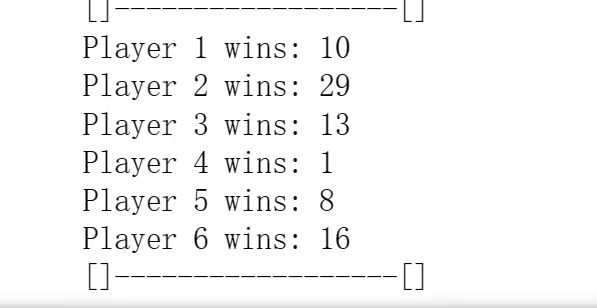 []------------------[]
Player 1 wins: 10
Player 2 wins: 29
Player 3 wins: 13
Player 4 wins: 1
Player 5 wins: 8
Player 6 wins: 16
[]------------------[]